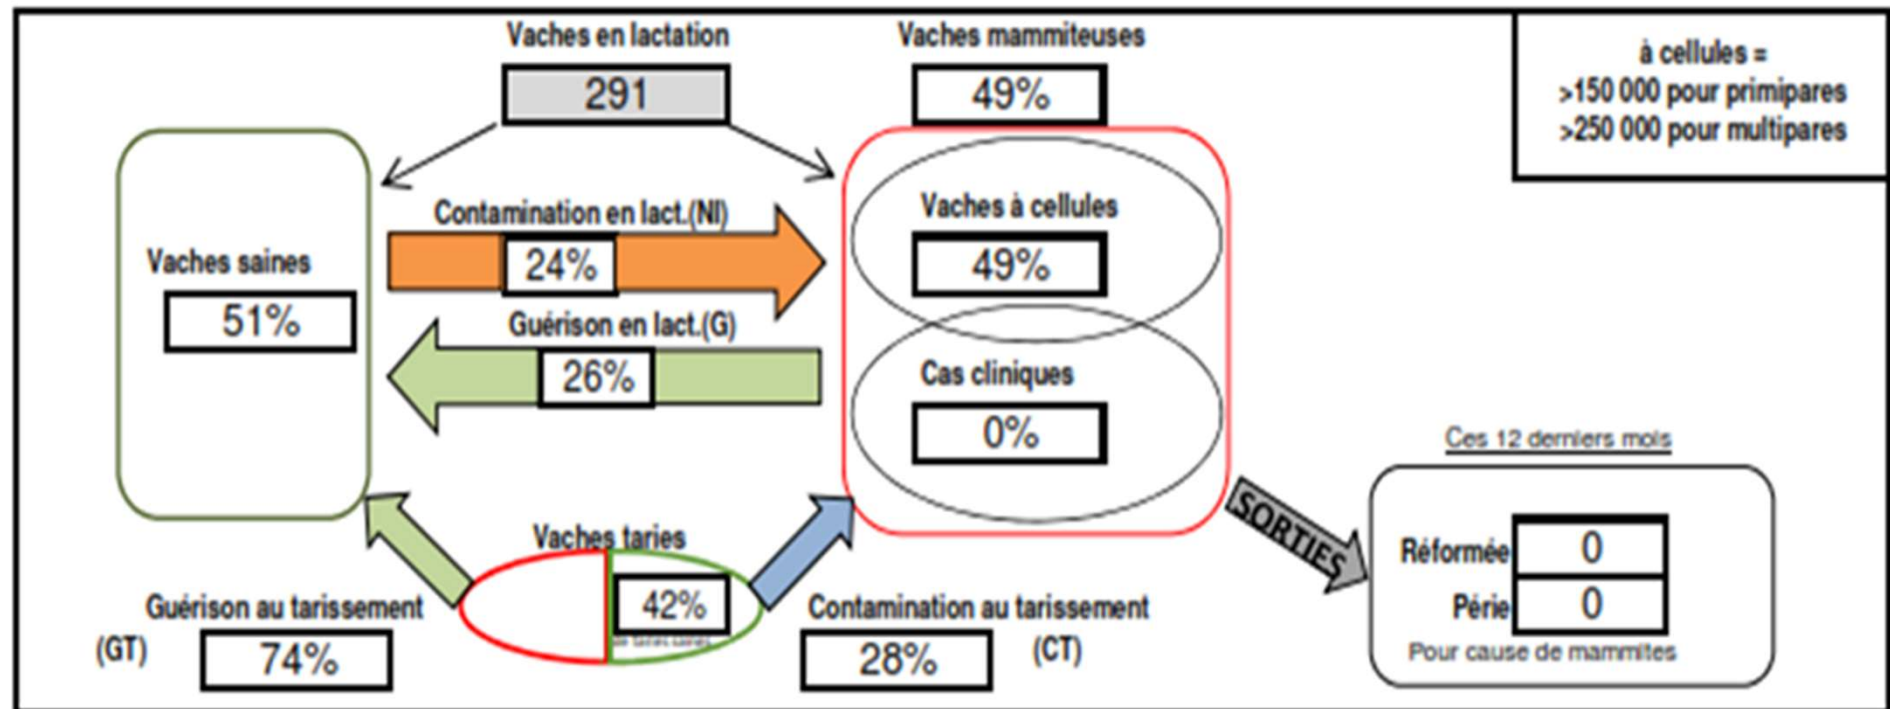 Vaches en lactation
291
Vaches mammiteuses
49%
à cellules =
>150 000 pour primipares
>250 000 pour multipares
Contamination en lact.(NI)
24%
Vaches à cellules
49%
Vaches saines
51%
Guérison en lact.(G)
26%
Cas cliniques
0%
Ces 12 derniers mois
SORTIES
Réformée 0
Périe 0
Pour cause de mammites
Vaches taries
42%
de taries saines
Guérison au tarissement
(GT)
74%
Contamination au tarissement
28%
(CT)